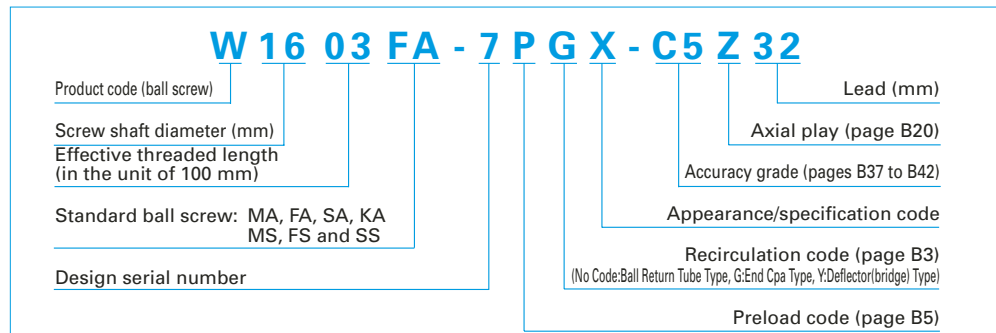 W 16 03 FA - 7 P G X - C5 Z 32
Product code (ball screw)
Screw shaft diameter (mm)
Effective threaded length
(in the unit of 100 mm)
Standard ball screw: MA, FA, SA, KA
MS, FS and SS
Design serial number
Lead (mm)
Axial play (page B20)
Accuracy grade (pages B37 to B42)
Appearance/specification code
Recirculation code (page B3)
(No Code:Ball Return Tube Type, G:End Cpa Type, Y:Deflector(bridge) Type)
Preload code (page B5)